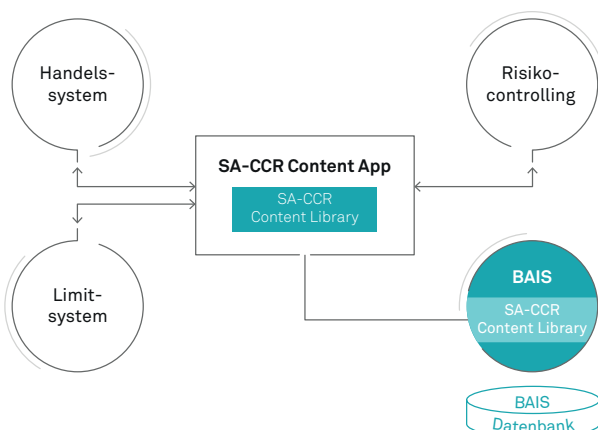 Handels-
system
Risiko-
controlling
SA-CCR Content App
SA-CCR
Content Library
Limit-
system
BAIS
SA-CCR
Content Library
BAIS
Datenbank